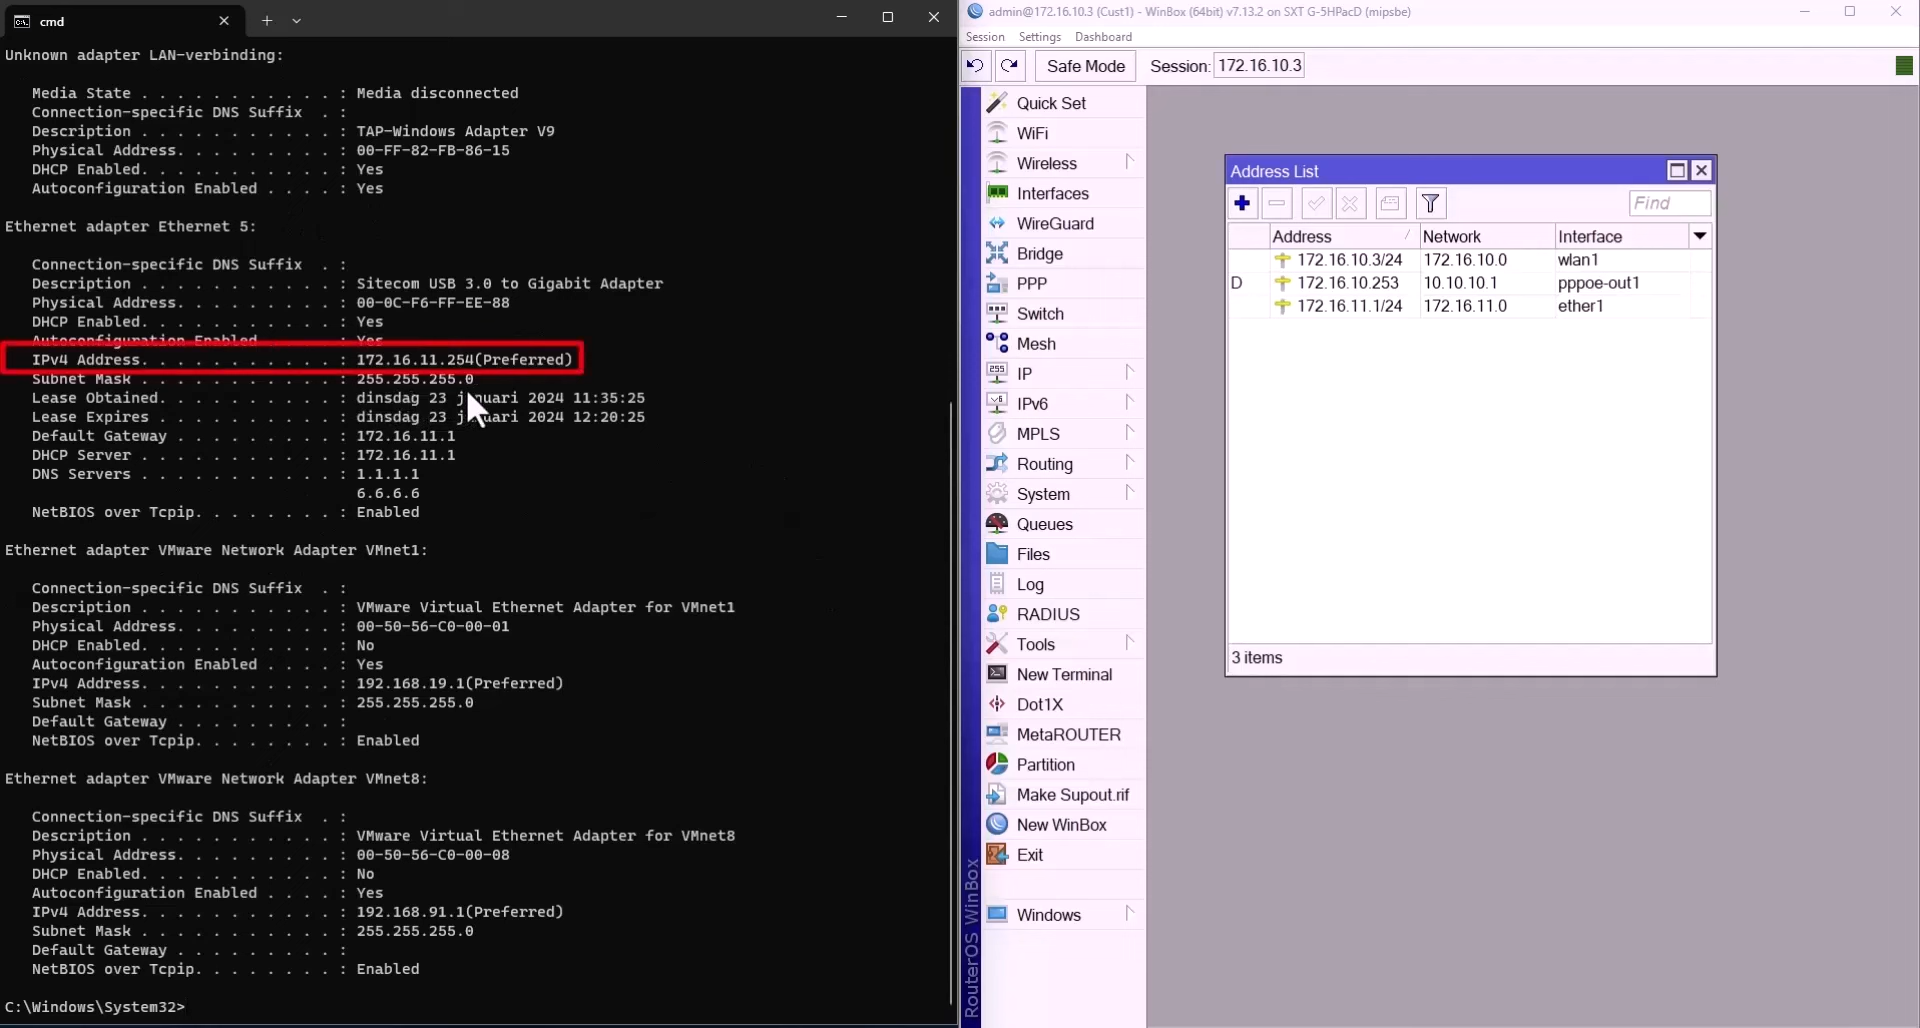 cmd
Unknown adapter LAN-verbinding:
Media State . . . . . . . . . . . : Media disconnected
Connection-specific DNS Suffix  . :
Description . . . . . . . . . . . : TAP-Windows Adapter V9
Physical Address. . . . . . . . . : 00-FF-82-FB-86-15
DHCP Enabled. . . . . . . . . . . : Yes
Autoconfiguration Enabled . . . . : Yes
Ethernet adapter Ethernet 5:
Connection-specific DNS Suffix  . :
Description . . . . . . . . . . . : Sitecom USB 3.0 to Gigabit Adapter
Physical Address. . . . . . . . . : 00-0C-F6-FF-EE-88
DHCP Enabled. . . . . . . . . . . : Yes
Autoconfiguration Enabled . . . . : Yes
IPv4 Address. . . . . . . . . . . : 172.16.11.254(Preferred)
Subnet Mask . . . . . . . . . . . : 255.255.255.0
Lease Obtained. . . . . . . . . . : dinsdag 23 januari 2024 11:35:25
Lease Expires . . . . . . . . . . : dinsdag 23 januari 2024 12:20:25
Default Gateway . . . . . . . . . : 172.16.11.1
DHCP Server . . . . . . . . . . . : 172.16.11.1
DNS Servers . . . . . . . . . . . : 1.1.1.1
6.6.6.6
NetBIOS over Tcpip. . . . . . . . : Enabled
Ethernet adapter VMware Network Adapter VMnet1:
Connection-specific DNS Suffix  . :
Description . . . . . . . . . . . : VMware Virtual Ethernet Adapter for VMnet1
Physical Address. . . . . . . . . : 00-50-56-C0-00-01
DHCP Enabled. . . . . . . . . . . : No
Autoconfiguration Enabled . . . . : Yes
IPv4 Address. . . . . . . . . . . : 192.168.19.1(Preferred)
Subnet Mask . . . . . . . . . . . : 255.255.255.0
Default Gateway . . . . . . . . . :
NetBIOS over Tcpip. . . . . . . . : Enabled
Ethernet adapter VMware Network Adapter VMnet8:
Connection-specific DNS Suffix  . :
Description . . . . . . . . . . . : VMware Virtual Ethernet Adapter for VMnet8
Physical Address. . . . . . . . . : 00-50-56-C0-00-08
DHCP Enabled. . . . . . . . . . . : No
Autoconfiguration Enabled . . . . : Yes
IPv4 Address. . . . . . . . . . . : 192.168.91.1(Preferred)
Subnet Mask . . . . . . . . . . . : 255.255.255.0
Default Gateway . . . . . . . . . :
NetBIOS over Tcpip. . . . . . . . : Enabled
C:\Windows\System32>
admin@172.16.10.3 (Cust1) - WinBox (64bit) v7.13.2 on SXT G-5HPacD (mipsbe)
Session Settings Dashboard
Safe Mode Session: 172.16.10.3
Quick Set
WiFi
Wireless
Interfaces
WireGuard
Bridge
PPP
Switch
Mesh
IP
IPv6
MPLS
Routing
System
Queues
Files
Log
RADIUS
Tools
New Terminal
Dot1X
MetaROUTER
Partition
Make Supout.rif
New WinBox
Exit
Windows
RouterOS WinBox
Address List
Find
Address Network Interface
172.16.10.3/24 172.16.10.0 wlan1
D 172.16.10.253 10.10.10.1 pppoe-out1
172.16.11.1/24 172.16.11.0 ether1
3 items